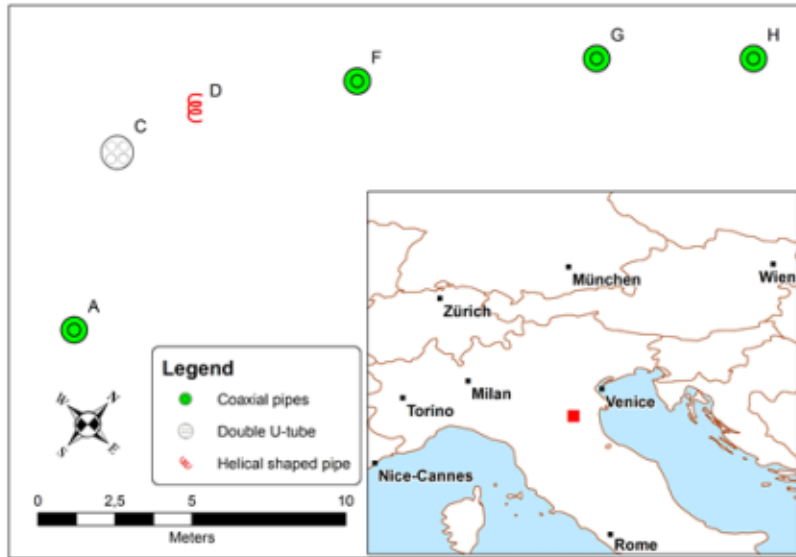 G
H
F
D
C
A
Legend
Coaxial pipes
Double U-tube
Helical shaped pipe
W
N
S
E
0
2,5
5
10
Meters
München
Wien
Zürich
Milan
Venice
Torino
Nice-Cannes
Rome